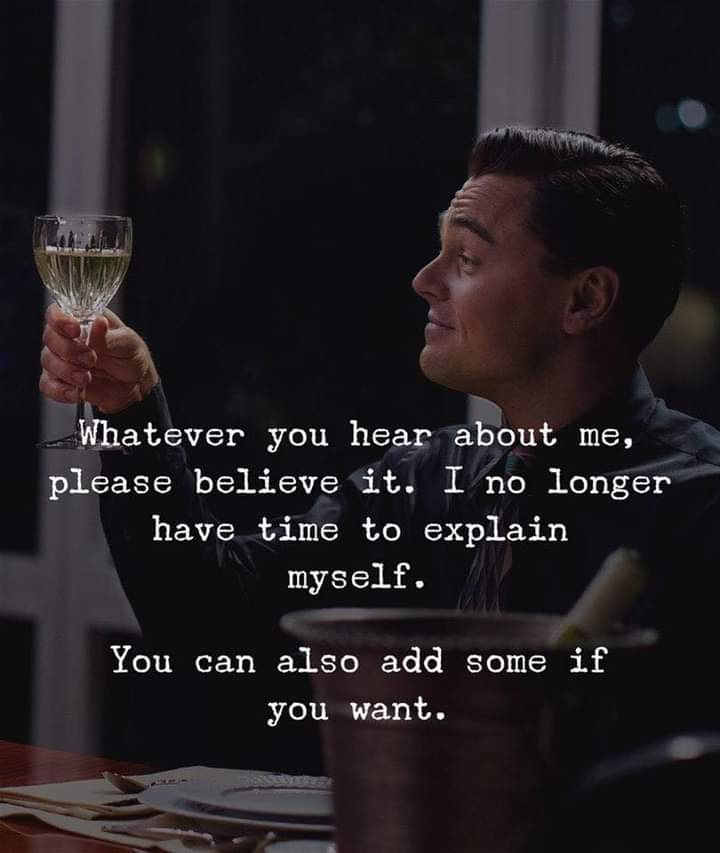 Whatever you hear about me,
please believe it. I no longer
have time to explain
myself.
You can also add some if
you want.